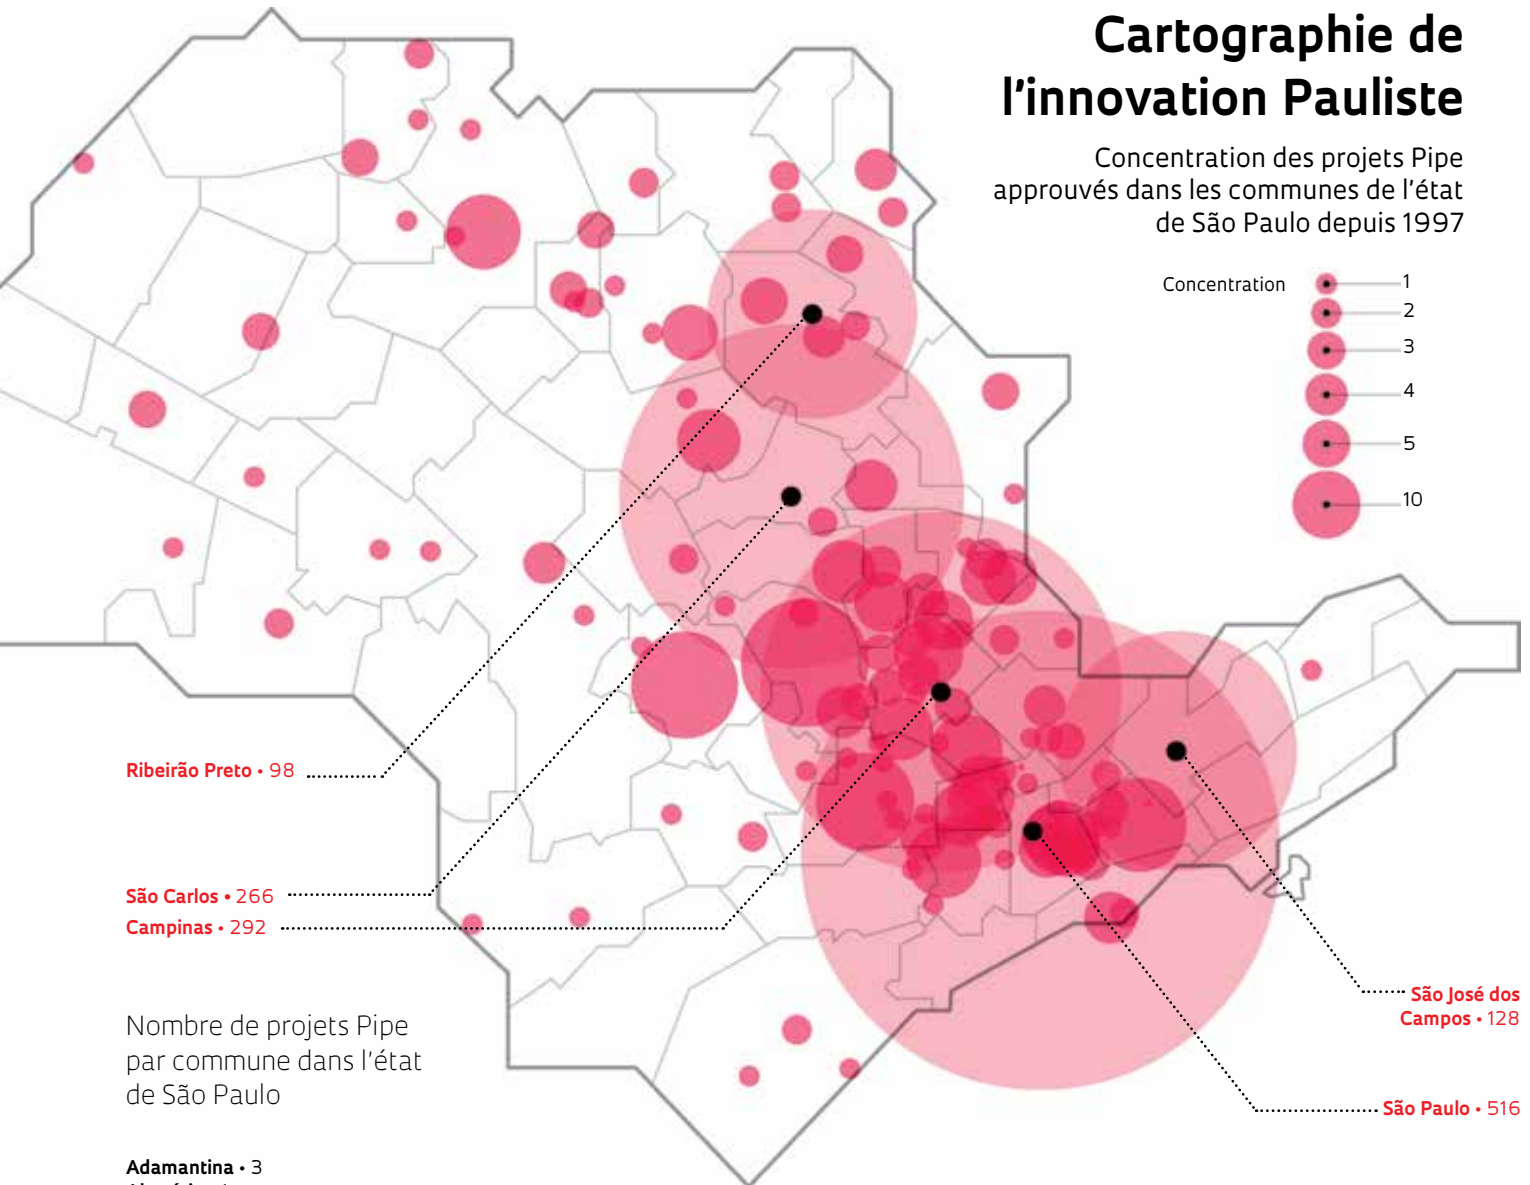 Cartographie de
l'innovation Pauliste
Concentration des projets Pipe
approuvés dans les communes de l'état
de São Paulo depuis 1997
Concentration
1
2
3
4
5
10
Ribeirão Preto • 98
São Carlos • 266
Campinas • 292
São José dos
Campos • 128
São Paulo • 516
Nombre de projets Pipe
par commune dans l'état
de São Paulo
Adamantina • 3